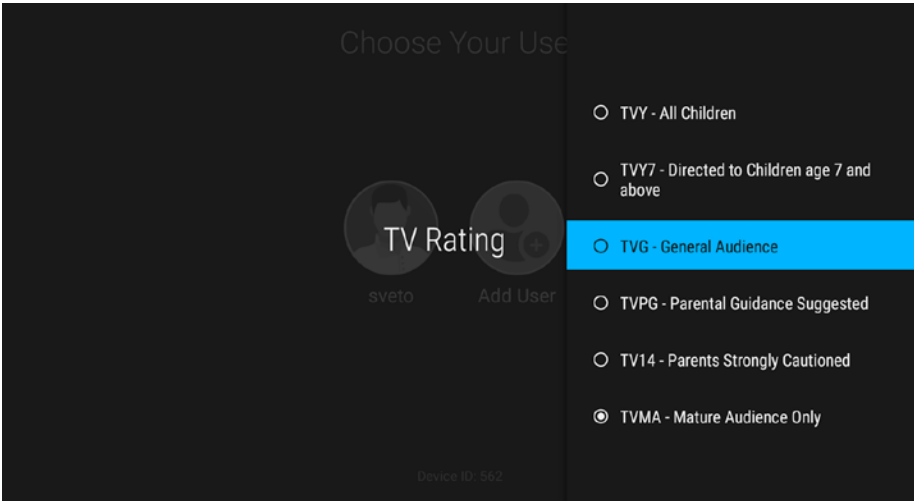 Choose Your Use
TV Rating
sveto
Add User
Device ID: 562
TVY - All Children
TVY7 - Directed to Children age 7 and
above
TVG - General Audience
TVPG - Parental Guidance Suggested
TV14 - Parents Strongly Cautioned
TVMA - Mature Audience Only